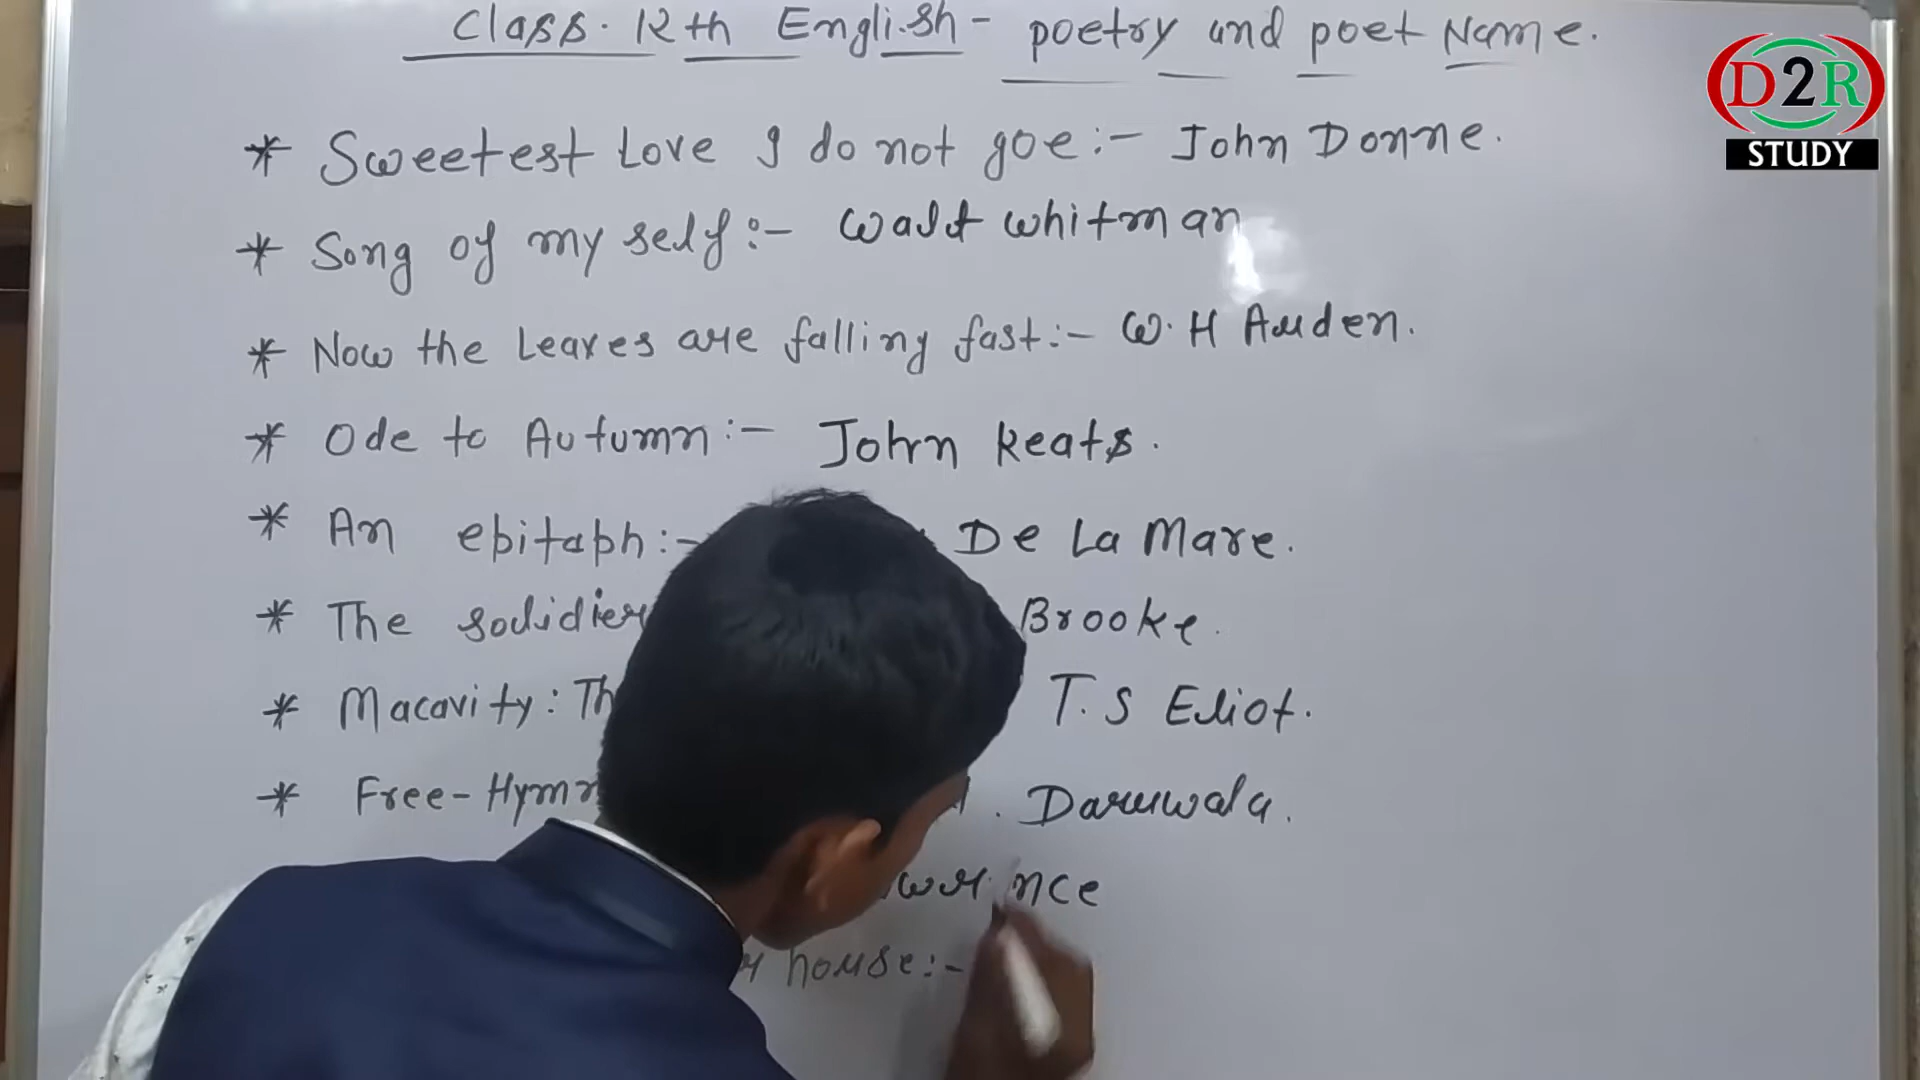 Class. 12th English - poetry and poet Name.
D2R
STUDY
* Sweetest Love I do not goe :- John Donne.
* Song of my self :- Walt Whitman
* Now the Leaves are falling fast :- W. H Auden.
* Ode to Autumn :- John Keats.
* An epitaph :- De La Mare.
* The Solidier Brooke.
* Macavity : Th T. S Eliot.
* Free-Hymn . Daruwala.
nce
house :-